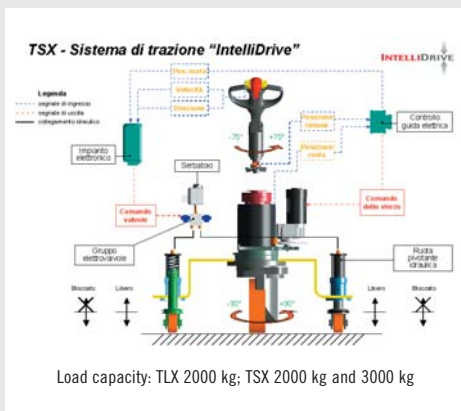 TSX - Sistema di trazione “IntelliDrive”
INTELLIDRIVE
Legenda
segnale di ingresso
segnale di uscita
collegamento idraulico
Pos. ruota
Velocità
Direzione
Impianto
elettronico
-75°
+75°
Posizione
timone
Posizione
ruota
Controllo
guida elettrica
Serbatoio
Comando
valvole
Comando
dello sterzo
Gruppo
elettrovalvole
Ruota
pivotante
idraulica
Bloccato
Libero
-90°
+90°
Libero
Bloccato
Load capacity: TLX 2000 kg; TSX 2000 kg and 3000 kg